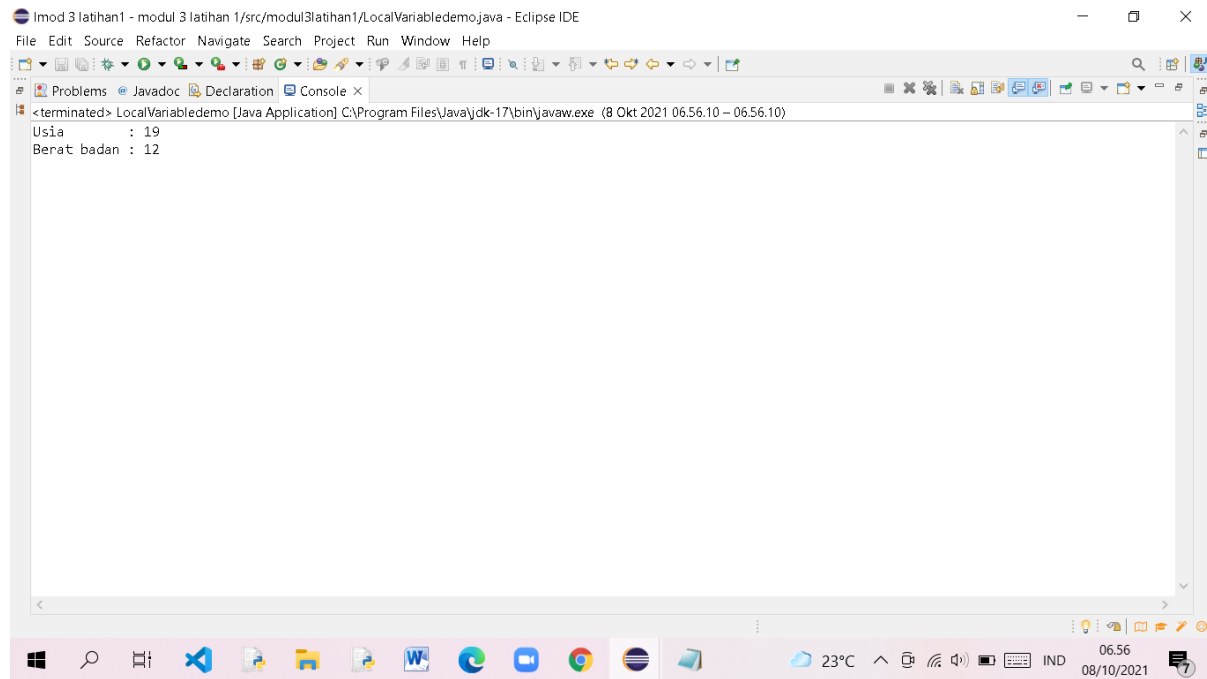 lmod 3 latihan1 - modul 3 latihan 1/src/modul3latihan1/LocalVariabledemo.java - Eclipse IDE
File Edit Source Refactor Navigate Search Project Run Window Help
Problems @ Javadoc Declaration Console
<terminated> LocalVariabledemo [Java Application] C:\Program Files\Java\jdk-17\bin\javaw.exe (8 Okt 2021 06.56.10 – 06.56.10)
Usia : 19
Berat badan : 12
23°C IND 06.56
08/10/2021
7